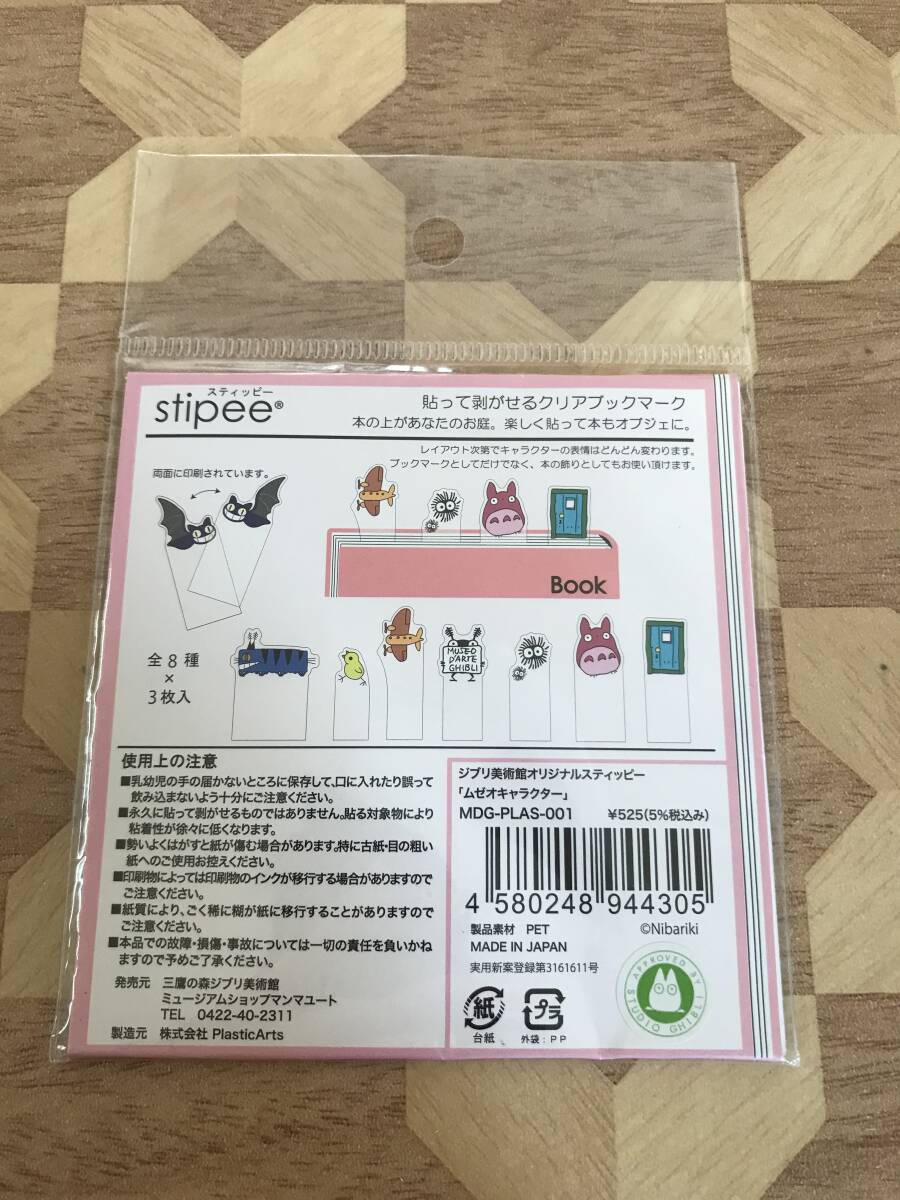 スティッピー
stipee®
貼って剥がせるクリアブックマーク
本の上があなたのお庭。楽しく貼って本もオブジェに。
レイアウト次第でキャラクターの表情はどんどん変わります。
ブックマークとしてだけでなく、本の飾りとしてもお使い頂けます。
両面に印刷されています。
Book
全8種
×
3枚入
MUSEO
D'ARTE
GHIBLI
使用上の注意
■乳幼児の手の届かないところに保存して、口に入れたり誤って
飲み込まないよう十分にご注意ください。
■永久に貼って剥がせるものではありません。貼る対象物により
粘着性が徐々に低くなります。
■勢いよくはがすと紙が傷む場合があります。特に古紙・目の粗い
紙へのご使用お控えください。
■印刷物によっては印刷物のインクが移行する場合がありますので
ご注意ください。
■紙質により、ごく稀に糊が紙に移行することがありますので
ご注意ください。
■本品での故障・損傷・事故については一切の責任を負いかね
ますので予めご了承ください。
発売元 三鷹の森ジブリ美術館
ミュージアムショップマンマユート
TEL 0422-40-2311
製造元 株式会社 PlasticArts
ジブリ美術館オリジナルスティッピー
「ムゼオキャラクター」
MDG-PLAS-001 ¥525(5%税込み)
4 580248 944305
製品素材 PET ©Nibariki
MADE IN JAPAN
実用新案登録第3161611号
紙
台紙
プラ
外袋:PP
APPROVED BY
STUDIO GHIBLI